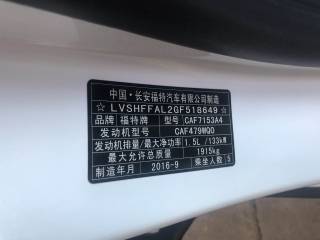 中国·长安福特汽车有限公司制造
☆ LVSHFFAL2GF518649 ☆
品牌 福特牌 型号 CAF7153A4
发动机型号 CAF479WQ0
发动机排量/最大净功率 1.5L /133kW
最大允许总质量 1915kg
制造年月 2016-9 乘坐人数 5